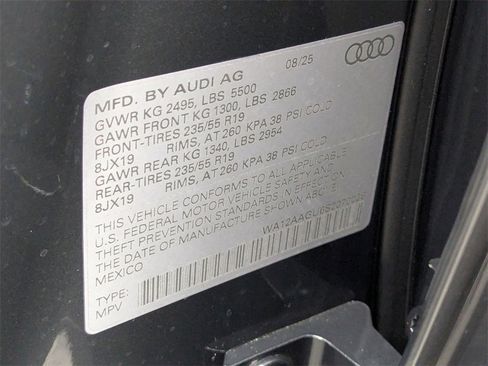 MFD. BY AUDI AG 08/25
GVWR KG 2495, LBS 5500
GAWR FRONT KG 1300, LBS 2866
FRONT-TIRES 235/55 R19
8JX19 RIMS, AT 260 KPA 38 PSI COLD
GAWR REAR KG 1340, LBS 2954
REAR-TIRES 235/55 R19
8JX19 RIMS, AT 260 KPA 38 PSI COLD
THIS VEHICLE CONFORMS TO ALL APPLICABLE
U.S. FEDERAL MOTOR VEHICLE SAFETY AND
THEFT PREVENTION STANDARDS IN EFFECT ON
THE DATE OF MANUFACTURE SHOWN ABOVE.
MEXICO
TYPE:
MPV